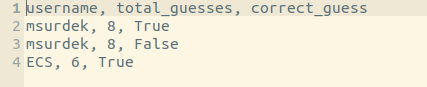 1 username, total_guesses, correct_guess
2 msurdek, 8, True
3 msurdek, 8, False
4 ECS, 6, True